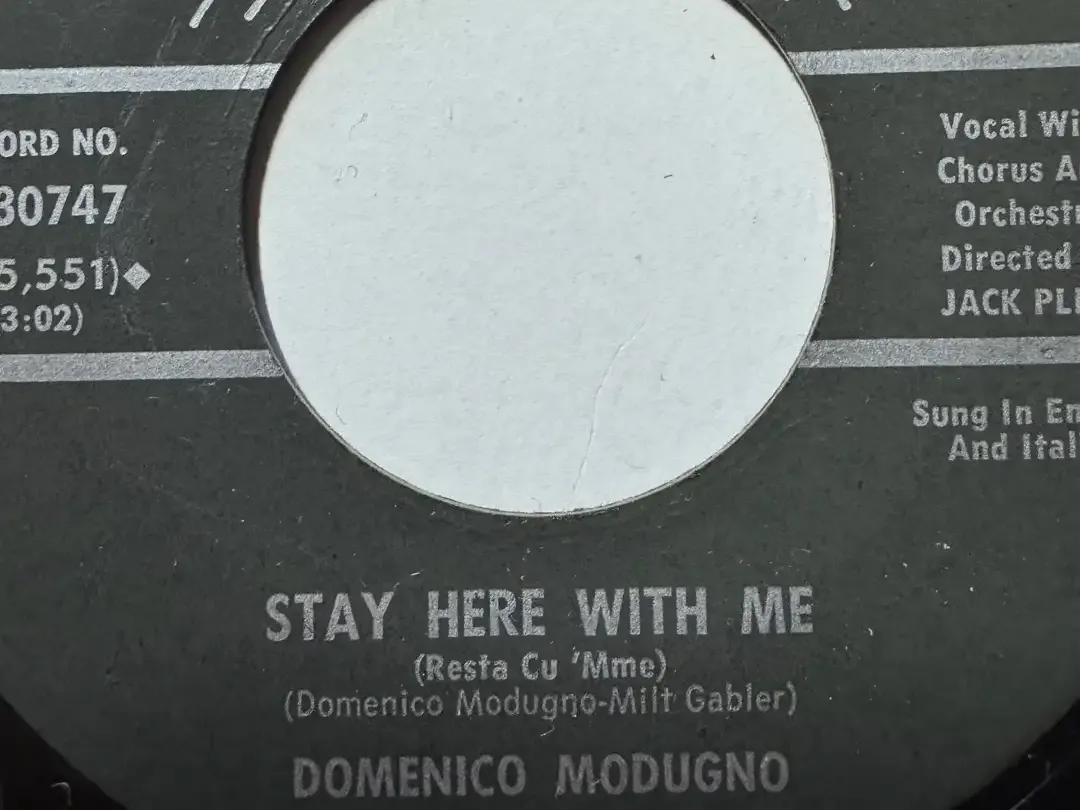 ORD NO.
30747
5,551)◆
3:02)
Vocal Wi
Chorus A
Orchestr
Directed
JACK PL
Sung In En
And Ital
STAY HERE WITH ME
(Resta Cu 'Mme)
(Domenico Modugno-Milt Gabler)
DOMENICO MODUGNO